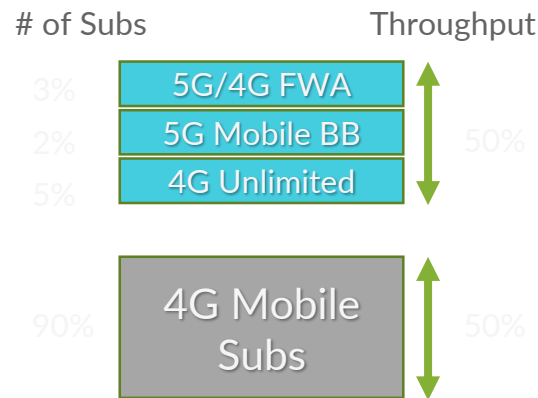 # of Subs Throughput
3% 5G/4G FWA
2% 5G Mobile BB 50%
5% 4G Unlimited
90% 4G Mobile Subs 50%